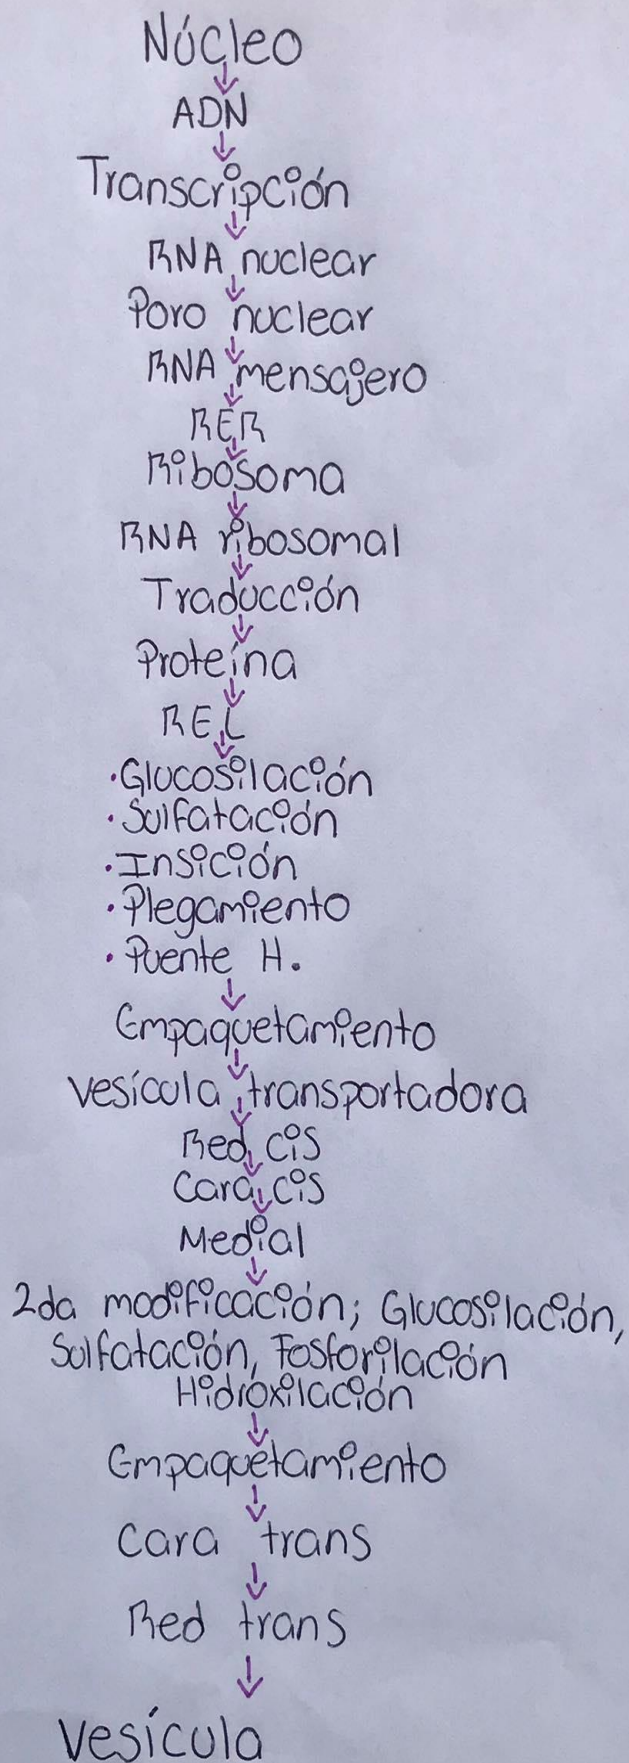 Núcleo
ADN
Transcripción
RNA nuclear
Poro nuclear
RNA mensajero
RER
Ribosoma
RNA ribosomal
Traducción
Proteína
REL
·Glucosilación
·Sulfatación
·Insición
·Plegamiento
·Puente H.
Empaquetamiento
Vesícula transportadora
Red cis
Cara cis
Medial
2da modificación; Glucosilación,
Sulfatación, Fosforilación
Hidroxilación
Empaquetamiento
Cara trans
Red trans
Vesícula